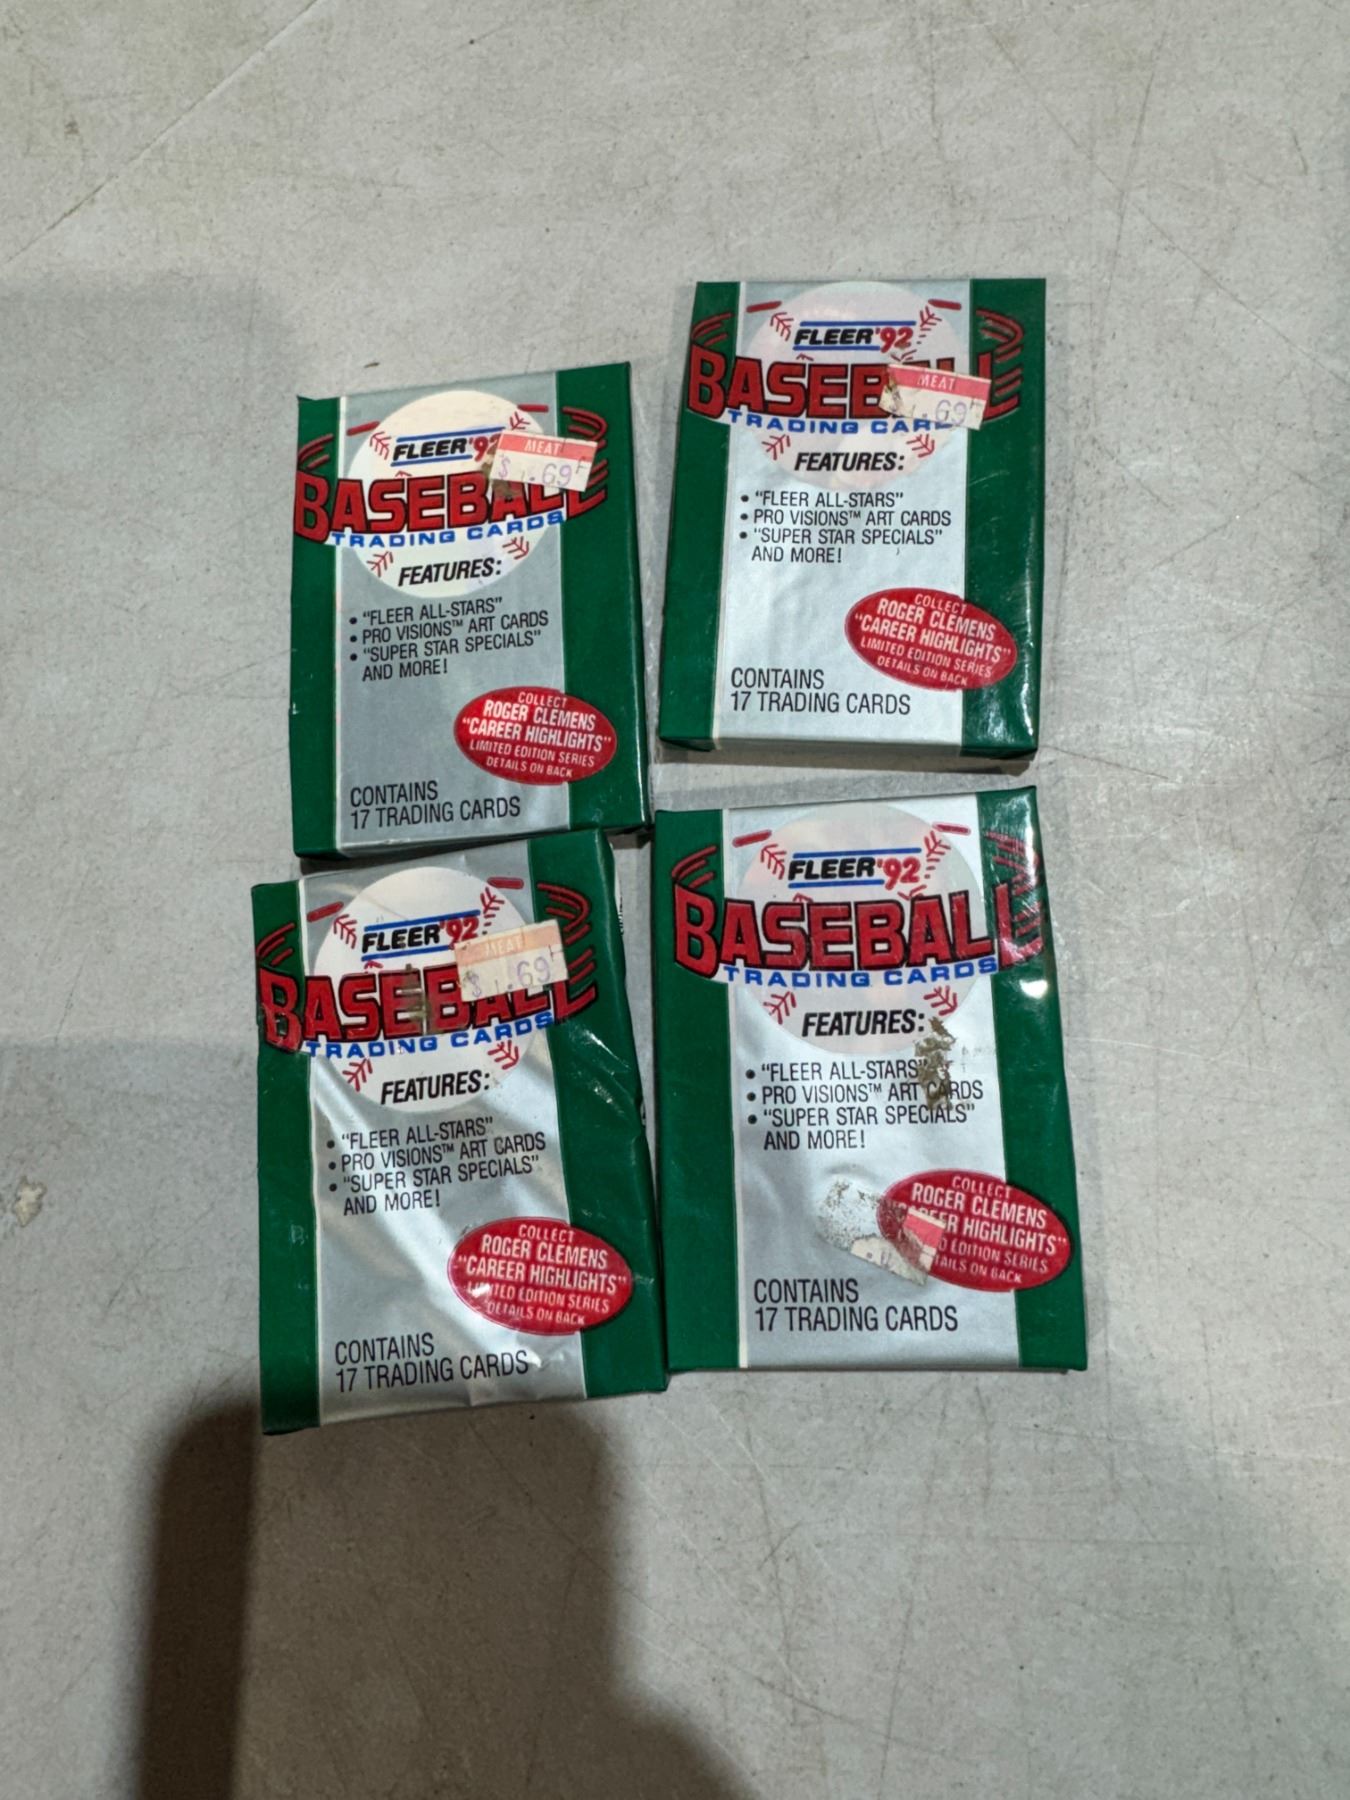 FLEER '92
BASEBALL
TRADING CARDS
MEAT
$ .69
FEATURES:
• "FLEER ALL-STARS"
• PRO VISIONS™ ART CARDS
• "SUPER STAR SPECIALS"
AND MORE!
COLLECT
ROGER CLEMENS
"CAREER HIGHLIGHTS"
LIMITED EDITION SERIES
DETAILS ON BACK
CONTAINS
17 TRADING CARDS
FLEER '92
BASEBALL
TRADING CARDS
MEAT
.69
FEATURES:
• "FLEER ALL-STARS"
• PRO VISIONS™ ART CARDS
• "SUPER STAR SPECIALS"
AND MORE!
COLLECT
ROGER CLEMENS
"CAREER HIGHLIGHTS"
LIMITED EDITION SERIES
DETAILS ON BACK
CONTAINS
17 TRADING CARDS
FLEER '92
BASEBALL
TRADING CARDS
MEAT
$ .69
FEATURES:
• "FLEER ALL-STARS"
• PRO VISIONS™ ART CARDS
• "SUPER STAR SPECIALS"
AND MORE!
COLLECT
ROGER CLEMENS
"CAREER HIGHLIGHTS"
LIMITED EDITION SERIES
DETAILS ON BACK
CONTAINS
17 TRADING CARDS
FLEER '92
BASEBALL
TRADING CARDS
FEATURES:
• "FLEER ALL-STARS"
• PRO VISIONS™ ART CARDS
• "SUPER STAR SPECIALS"
AND MORE!
COLLECT
ROGER CLEMENS
HIGHLIGHTS"
EDITION SERIES
ON BACK
CONTAINS
17 TRADING CARDS